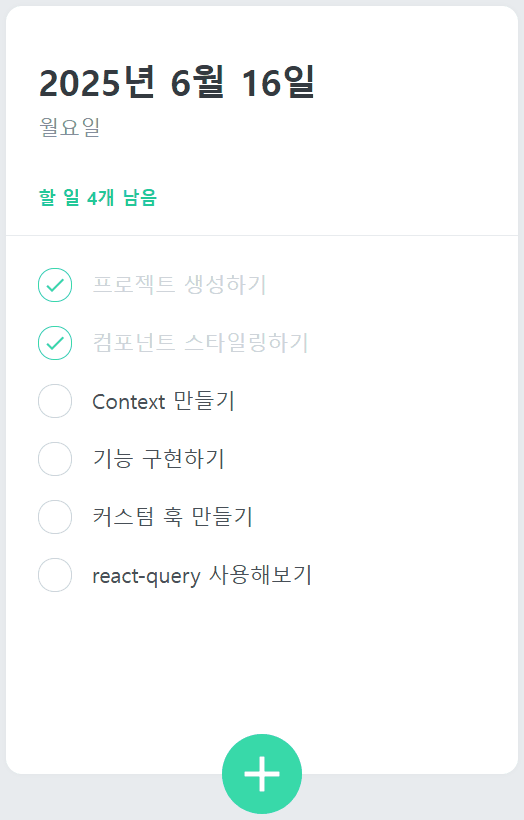 2025년 6월 16일
월요일
할 일 4개 남음
프로젝트 생성하기
컴포넌트 스타일링하기
Context 만들기
기능 구현하기
커스텀 훅 만들기
react-query 사용해보기